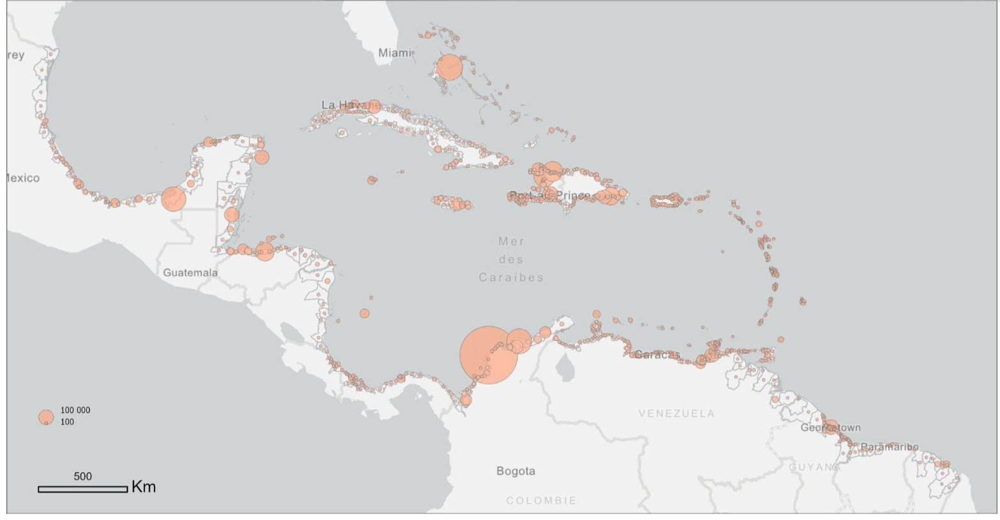 Miami
rey
La Havane
Mexico
Port-au-Prince
Mer
des
Caraïbes
Guatemala
Caracas
100 000
100
VENEZUELA
Georgetown
Paramaribo
GUYANA
Bogota
500
Km
COLOMBIE